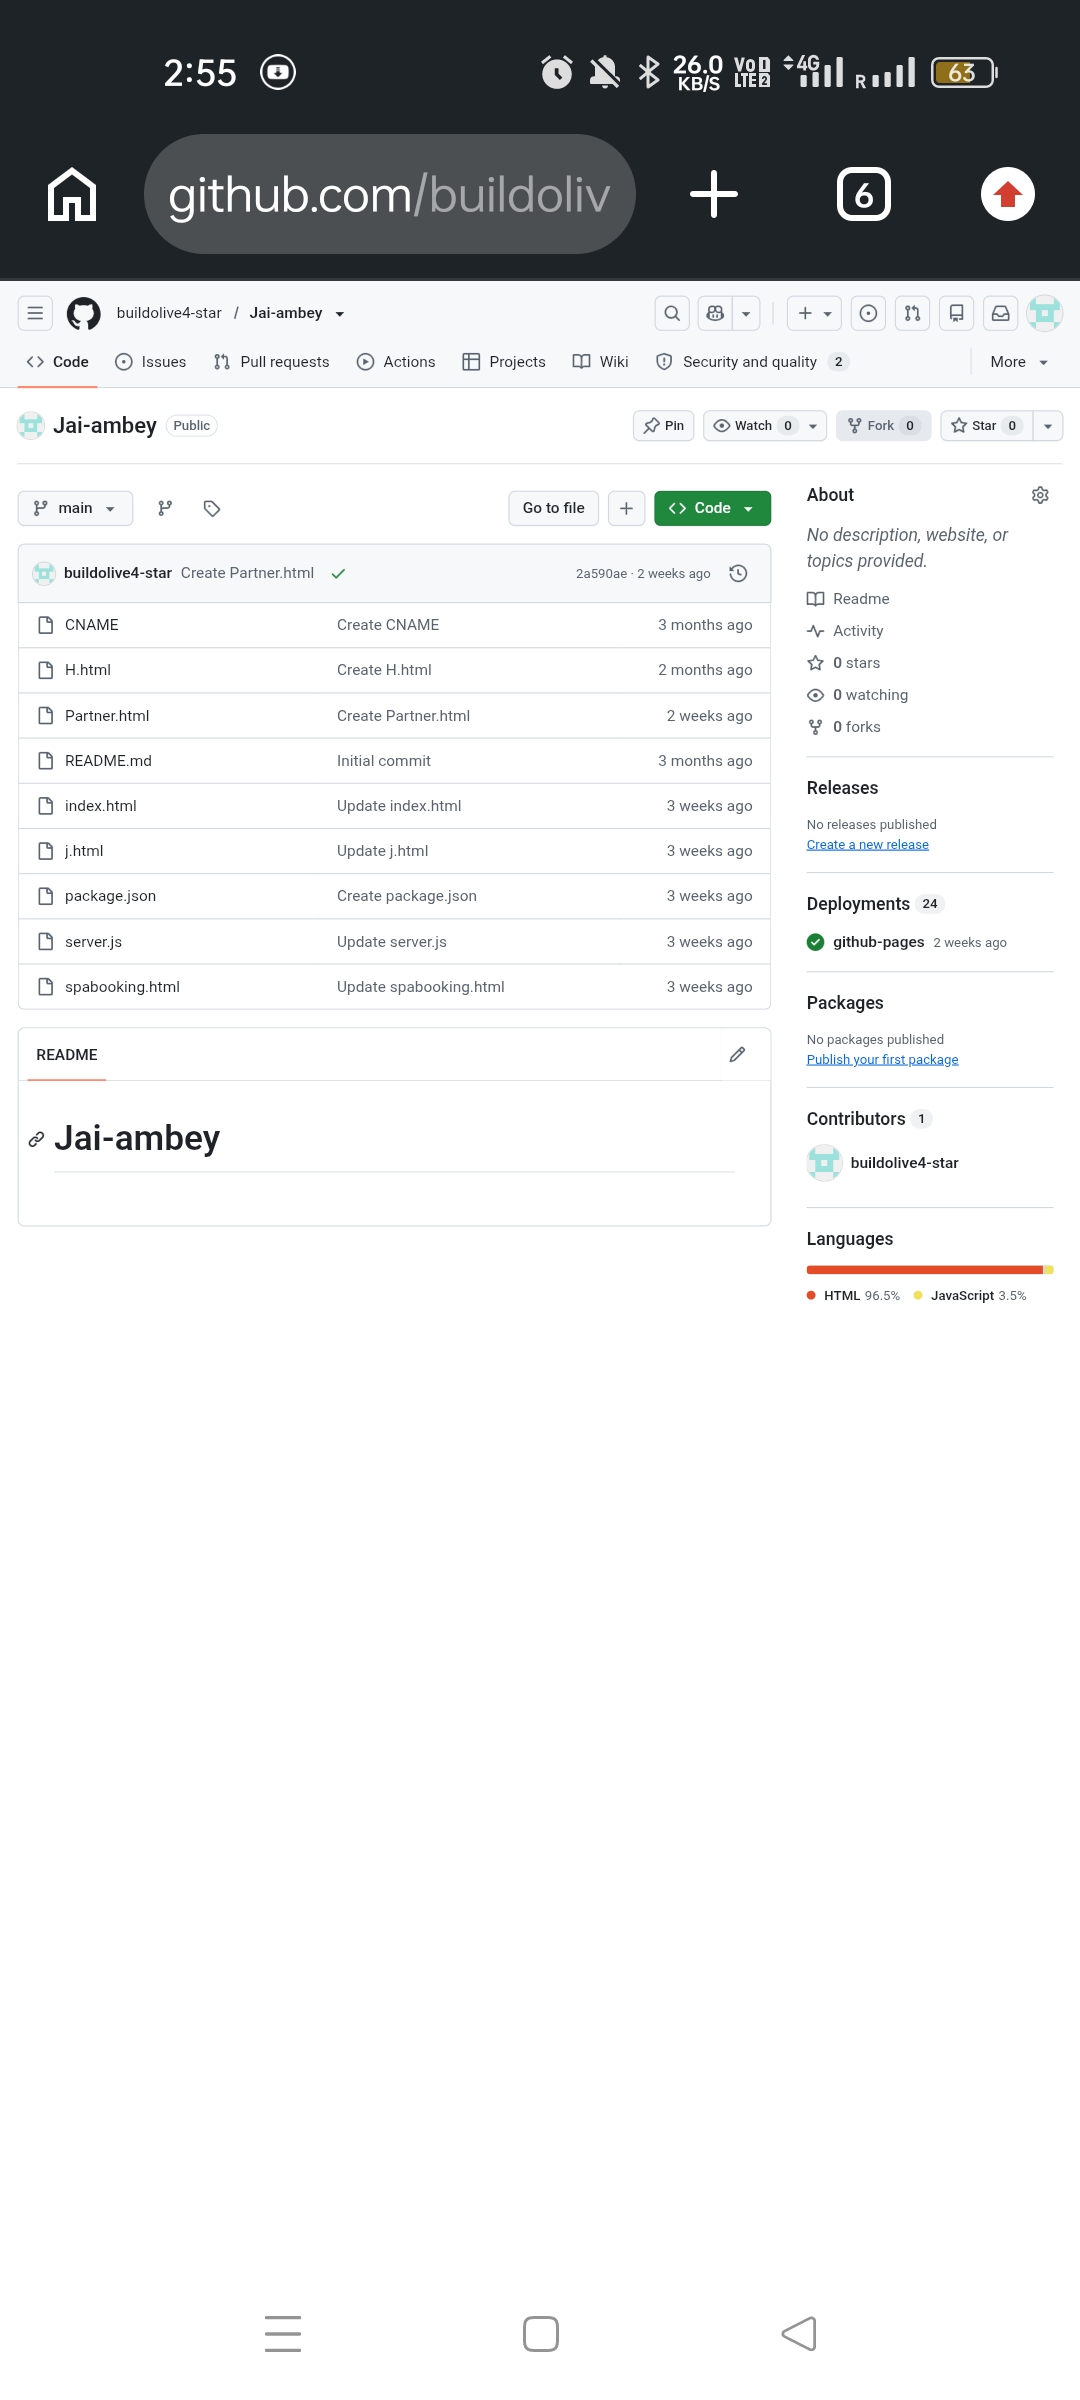 2:55 26.0 KB/S Vo 1 LTE 2 4G R 63
github.com/buildoliv + 6
buildolive4-star / Jai-ambey
Code Issues Pull requests Actions Projects Wiki Security and quality 2 More
Jai-ambey Public Pin Watch 0 Fork 0 Star 0
main Go to file Code
buildolive4-star Create Partner.html 2a590ae · 2 weeks ago
CNAME Create CNAME 3 months ago
H.html Create H.html 2 months ago
Partner.html Create Partner.html 2 weeks ago
README.md Initial commit 3 months ago
index.html Update index.html 3 weeks ago
j.html Update j.html 3 weeks ago
package.json Create package.json 3 weeks ago
server.js Update server.js 3 weeks ago
spabooking.html Update spabooking.html 3 weeks ago
README
Jai-ambey
About
No description, website, or
topics provided.
Readme
Activity
0 stars
0 watching
0 forks
Releases
No releases published
Create a new release
Deployments 24
github-pages 2 weeks ago
Packages
No packages published
Publish your first package
Contributors 1
buildolive4-star
Languages
HTML 96.5% JavaScript 3.5%